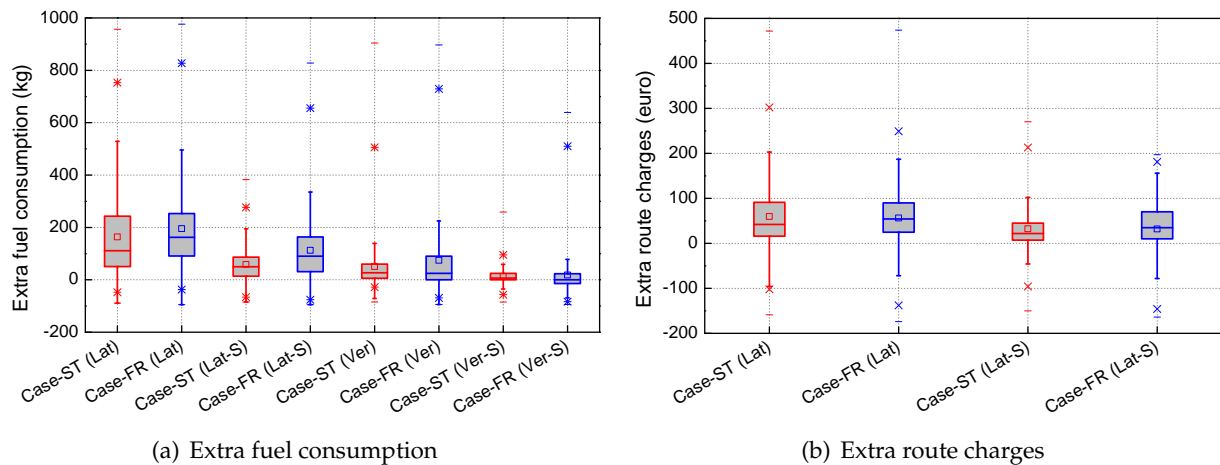 1000
800
600
400
200
0
-200
Extra fuel consumption (kg)
Case-ST (Lat)
Case-FR (Lat)
Case-ST (Lat-S)
Case-FR (Lat-S)
Case-ST (Ver)
Case-FR (Ver)
Case-ST (Ver-S)
Case-FR (Ver-S)
(a) Extra fuel consumption
500
400
300
200
100
0
-100
-200
Extra route charges (euro)
Case-ST (Lat)
Case-FR (Lat)
Case-ST (Lat-S)
Case-FR (Lat-S)
(b) Extra route charges